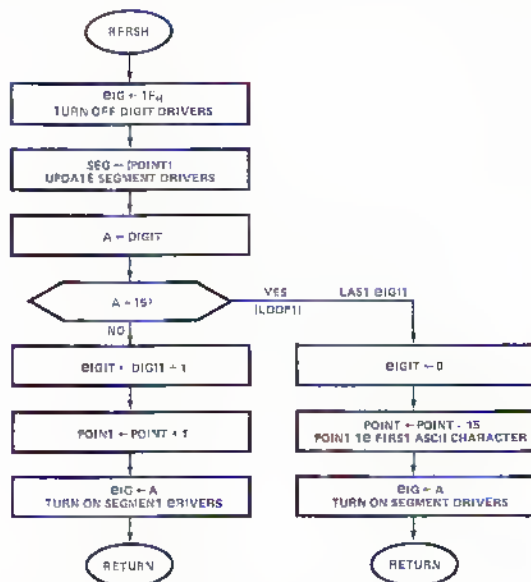 RFRSH
DIG ← 1F_H
TURN OFF DIGIT DRIVERS
SEG ← (POINT)
UPDATE SEGMENT DRIVERS
A ← DIGIT
A = 15?
YES
(LOOP1)
LAST DIGIT
NO
DIGIT ← DIGIT + 1
POINT ← POINT + 1
DIG ← A
TURN ON SEGMENT DRIVERS
RETURN
DIGIT ← 0
POINT ← POINT - 15
POINT TO FIRST ASCII CHARACTER
DIG ← A
TURN ON SEGMENT DRIVERS
RETURN